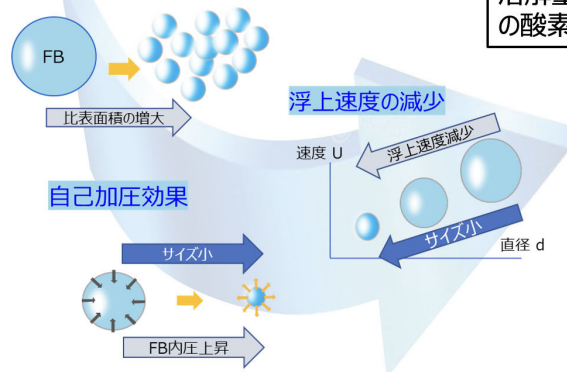 の酸素
FB
比表面積の増大
浮上速度の減少
速度 U
浮上速度減少
サイズ小
直径 d
自己加圧効果
サイズ小
FB内圧上昇